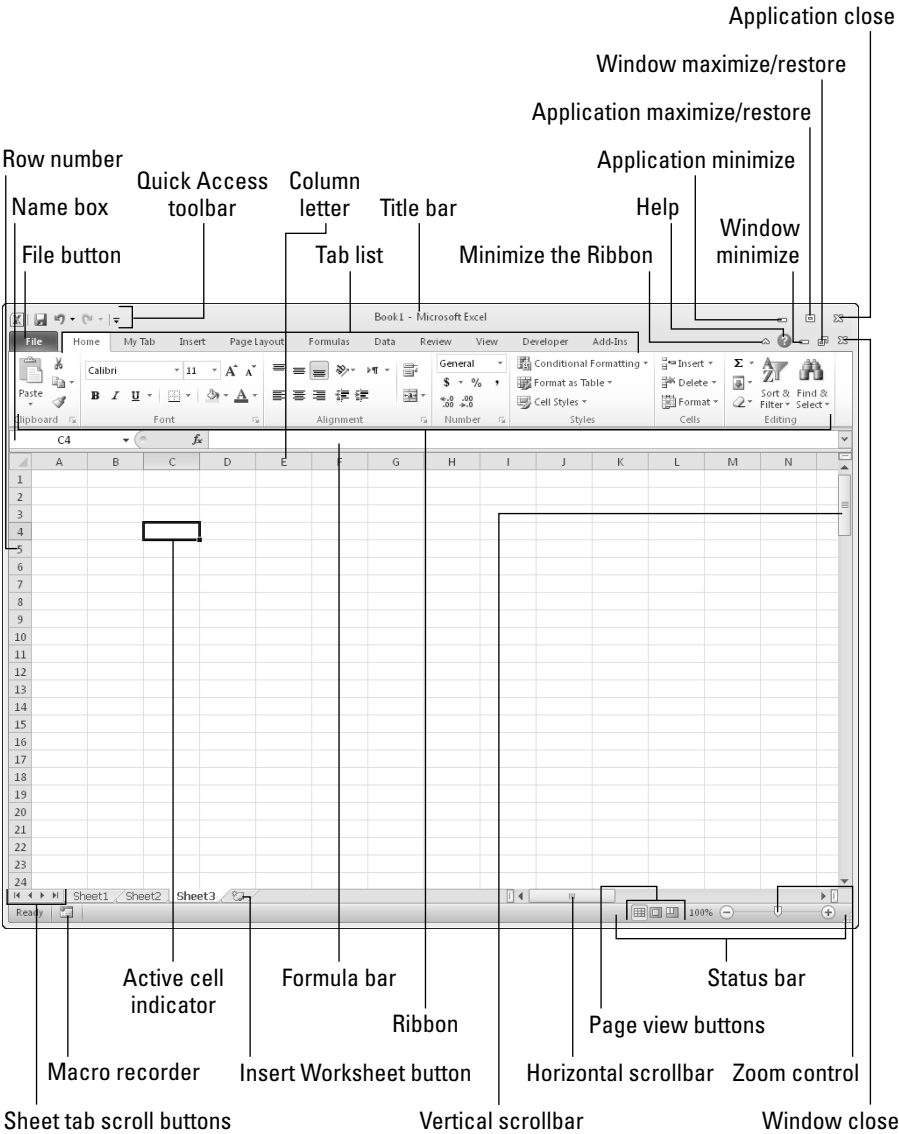 Application close
Window maximize/restore
Application maximize/restore
Row number
Application minimize
Quick Access
toolbar
Column
letter
Name box
Title bar
Help
Window
minimize
File button
Tab list
Minimize the Ribbon
Book1 - Microsoft Excel
File Home My Tab Insert Page Layout Formulas Data Review View Developer Add-Ins
Paste
Calibri 11 A A
General
Conditional Formatting
Insert
Σ
B I U A
$ % ,
Format as Table
Delete
Sort & Filter
Find & Select
.0 .00
.00 .0
Cell Styles
Format
Clipboard Font Alignment Number Styles Cells Editing
C4 fx
A B C D E F G H I J K L M N
1
2
3
4
5
6
7
8
9
10
11
12
13
14
15
16
17
18
19
20
21
22
23
24
Sheet1 Sheet2 Sheet3
Ready 100%
Active cell
indicator
Formula bar
Status bar
Ribbon
Page view buttons
Macro recorder
Insert Worksheet button
Horizontal scrollbar
Zoom control
Sheet tab scroll buttons
Vertical scrollbar
Window close